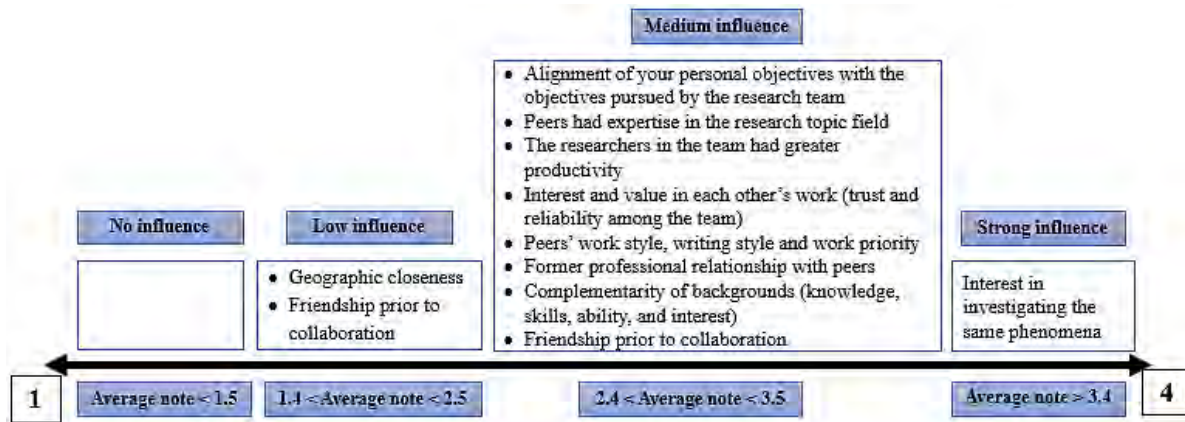 Medium influence
• Alignment of your personal objectives with the
objectives pursued by the research team
• Peers had expertise in the research topic field
• The researchers in the team had greater
productivity
• Interest and value in each other's work (trust and
reliability among the team)
• Peers' work style, writing style and work priority
• Former professional relationship with peers
• Complementarity of backgrounds (knowledge,
skills, ability, and interest)
• Friendship prior to collaboration
No influence
Low influence
• Geographic closeness
• Friendship prior to
collaboration
Strong influence
Interest in
investigating the
same phenomena
1
Average note < 1.5
1.4 < Average note < 2.5
2.4 < Average note < 3.5
Average note > 3.4
4